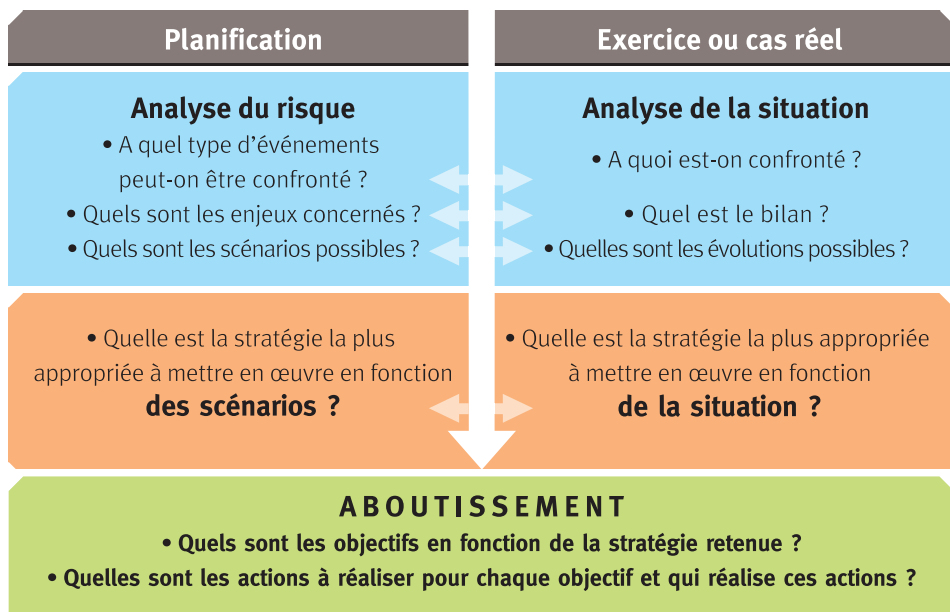 Planification
Analyse du risque
• A quel type d’événements
peut-on être confronté ?
• Quels sont les enjeux concernés ?
• Quels sont les scénarios possibles ?
• Quelle est la stratégie la plus
appropriée à mettre en œuvre en fonction
des scénarios ?
Exercice ou cas réel
Analyse de la situation
• A quoi est-on confronté ?
• Quel est le bilan ?
• Quelles sont les évolutions possibles ?
• Quelle est la stratégie la plus appropriée
à mettre en œuvre en fonction
de la situation ?
ABOUTISSEMENT
• Quels sont les objectifs en fonction de la stratégie retenue ?
• Quelles sont les actions à réaliser pour chaque objectif et qui réalise ces actions ?